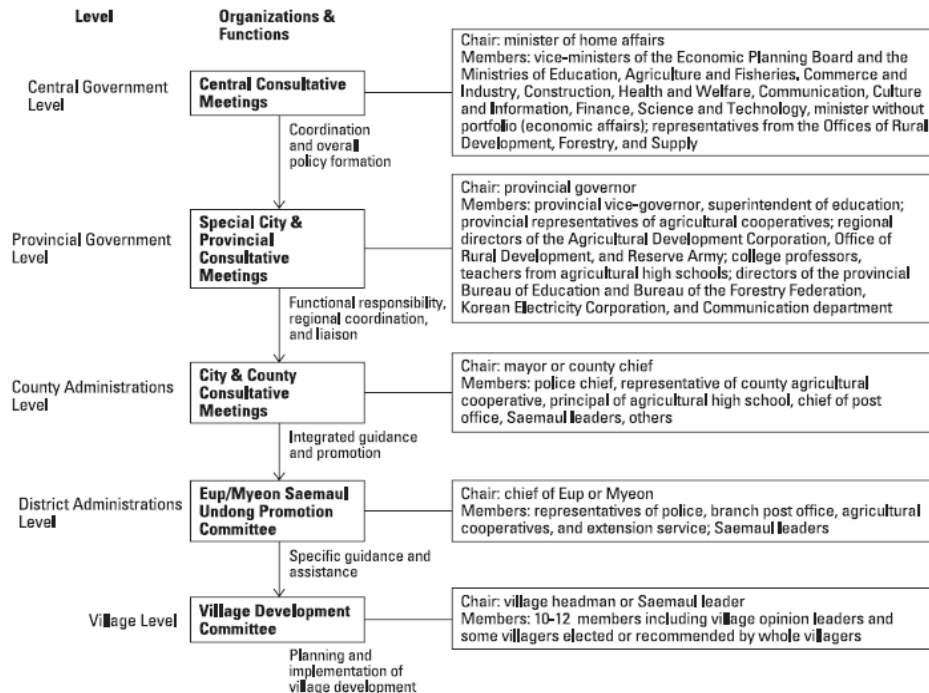 Level
Organizations &
Functions
Central Government
Level
Central Consultative
Meetings
Chair: minister of home affairs
Members: vice-ministers of the Economic Planning Board and the
Ministries of Education, Agriculture and Fisheries, Commerce and
Industry, Construction, Health and Welfare, Communication, Culture
and Information, Finance, Science and Technology, minister without
portfolio (economic affairs); representatives from the Offices of Rural
Development, Forestry, and Supply
Coordination
and overall
policy formation
Provincial Government
Level
Special City &
Provincial
Consultative
Meetings
Chair: provincial governor
Members: provincial vice-governor, superintendent of education;
provincial representatives of agricultural cooperatives; regional
directors of the Agricultural Development Corporation, Office of
Rural Development, and Reserve Army; college professors,
teachers from agricultural high schools; directors of the provincial
Bureau of Education and Bureau of the Forestry Federation,
Korean Electricity Corporation, and Communication department
Functional responsibility,
regional coordination,
and liaison
County Administrations
Level
City & County
Consultative
Meetings
Chair: mayor or county chief
Members: police chief, representative of county agricultural
cooperative, principal of agricultural high school, chief of post
office, Saemaul leaders, others
Integrated guidance
and promotion
District Administrations
Level
Eup/Myeon Saemaul
Undong Promotion
Committee
Chair: chief of Eup or Myeon
Members: representatives of police, branch post office, agricultural
cooperatives, and extension service; Saemaul leaders
Specific guidance and
assistance
Village Level
Village Development
Committee
Chair: village headman or Saemaul leader
Members: 10-12 members including village opinion leaders and
some villagers elected or recommended by whole villagers
Planning and
implementation of
village development